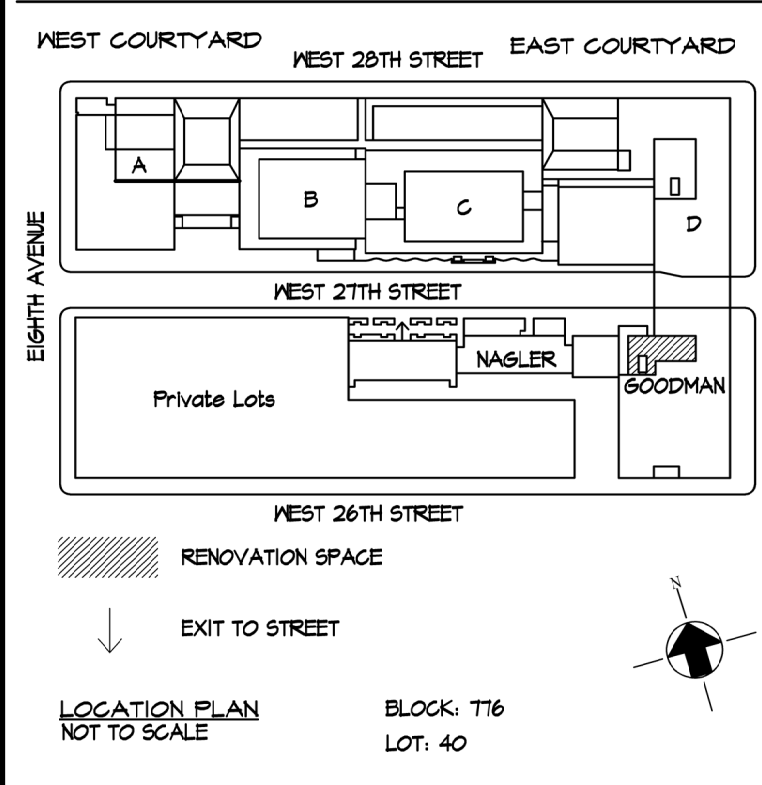 WEST COURTYARD
WEST 28TH STREET
EAST COURTYARD
A
B
C
D
EIGHTH AVENUE
WEST 27TH STREET
NAGLER
GOODMAN
Private Lots
WEST 26TH STREET
RENOVATION SPACE
EXIT TO STREET
N
LOCATION PLAN
NOT TO SCALE
BLOCK: 776
LOT: 40